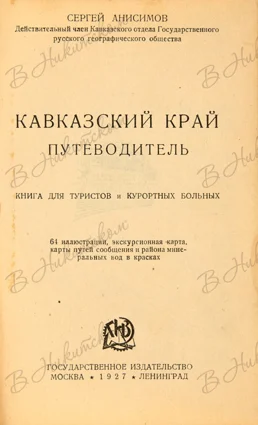 СЕРГЕЙ АНИСИМОВ
Действительный член Кавказского отдела Государственного
русского географического общества
КАВКАЗСКИЙ КРАЙ
ПУТЕВОДИТЕЛЬ
КНИГА ДЛЯ ТУРИСТОВ и КУРОРТНЫХ БОЛЬНЫХ
64 иллюстрации, экскурсионная карта,
карты путей сообщения и района мине-
ральных вод в красках
ГОСУДАРСТВЕННОЕ ИЗДАТЕЛЬСТВО
МОСКВА * 1927 * ЛЕНИНГРАД